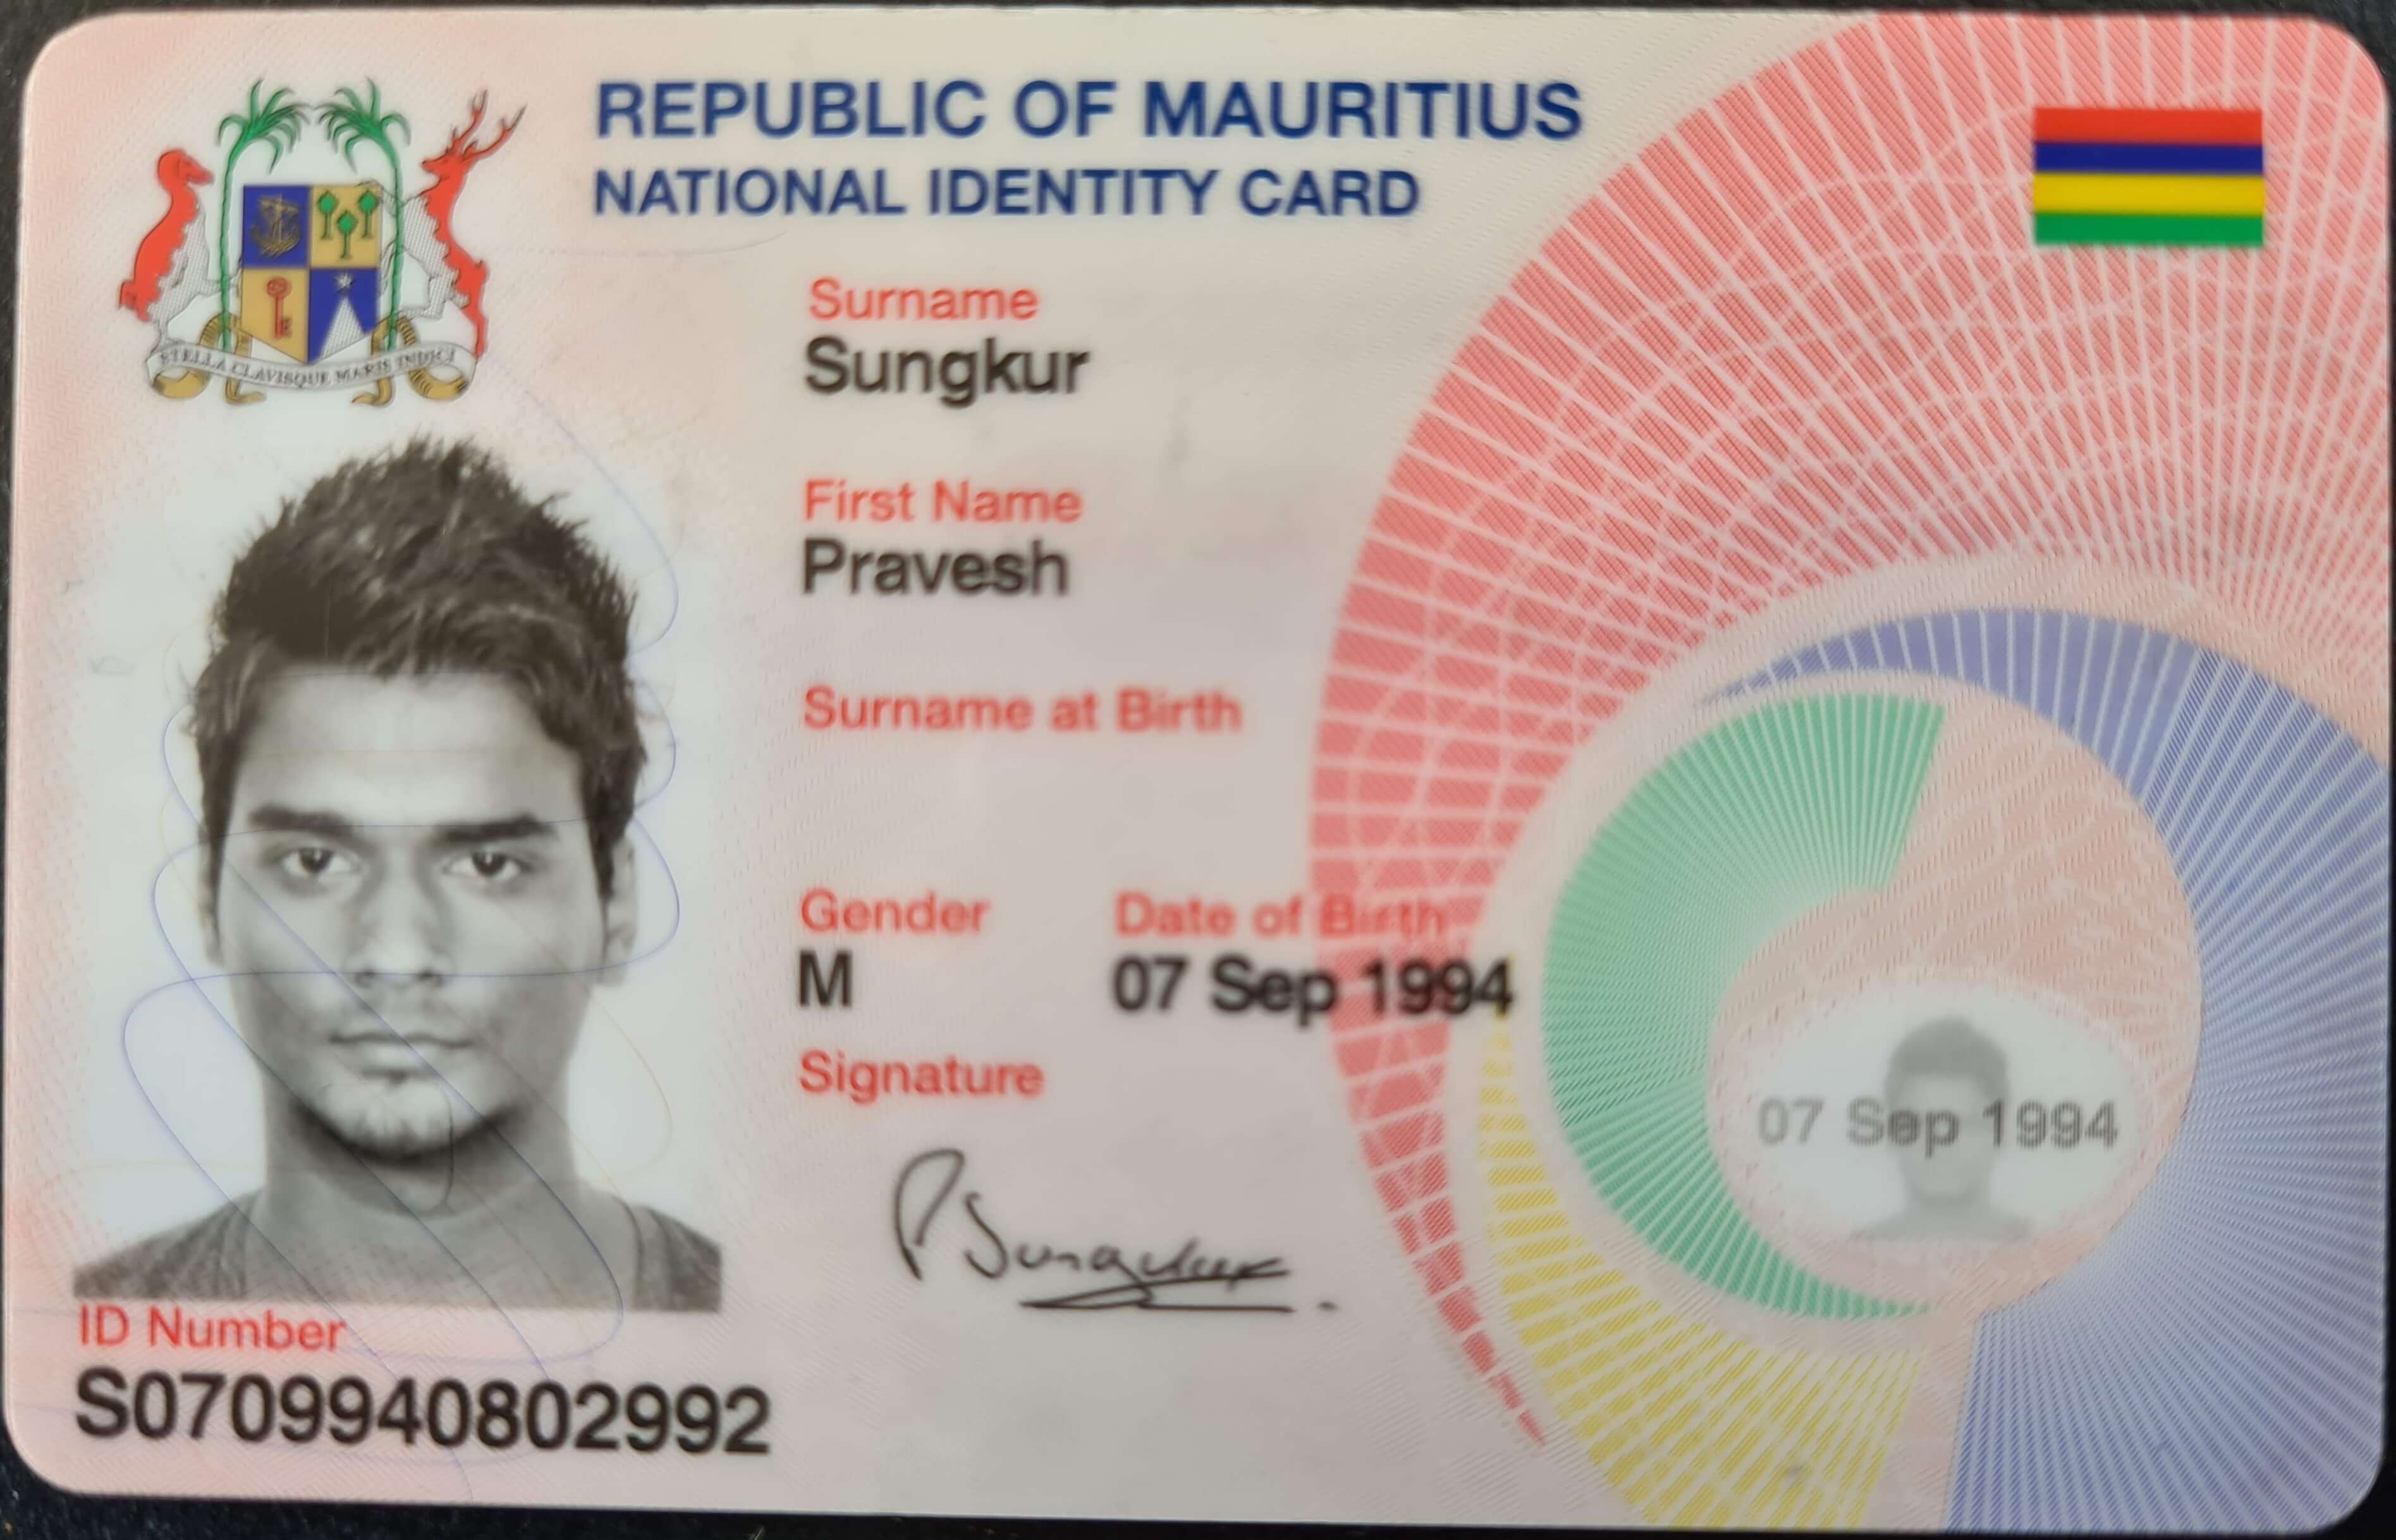 REPUBLIC OF MAURITIUS
NATIONAL IDENTITY CARD
STELLA CLAVISQUE MARIS INDICI
Surname
Sungkur
First Name
Pravesh
Surname at Birth
Gender Date of Birth
M 07 Sep 1994
Signature
P Sungkur
07 Sep 1994
ID Number
S0709940802992